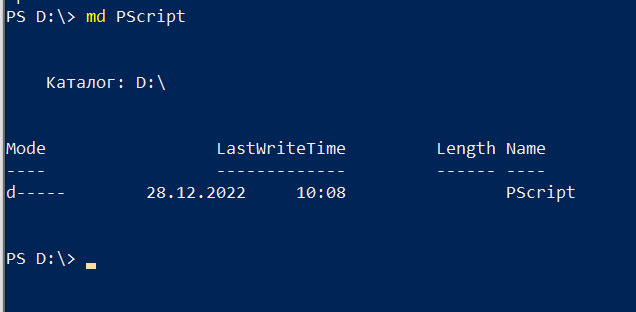 PS D:\> md PScript
Каталог: D:\
Mode                 LastWriteTime         Length Name
----                 -------------         ------ ----
d-----        28.12.2022     10:08                PScript
PS D:\>